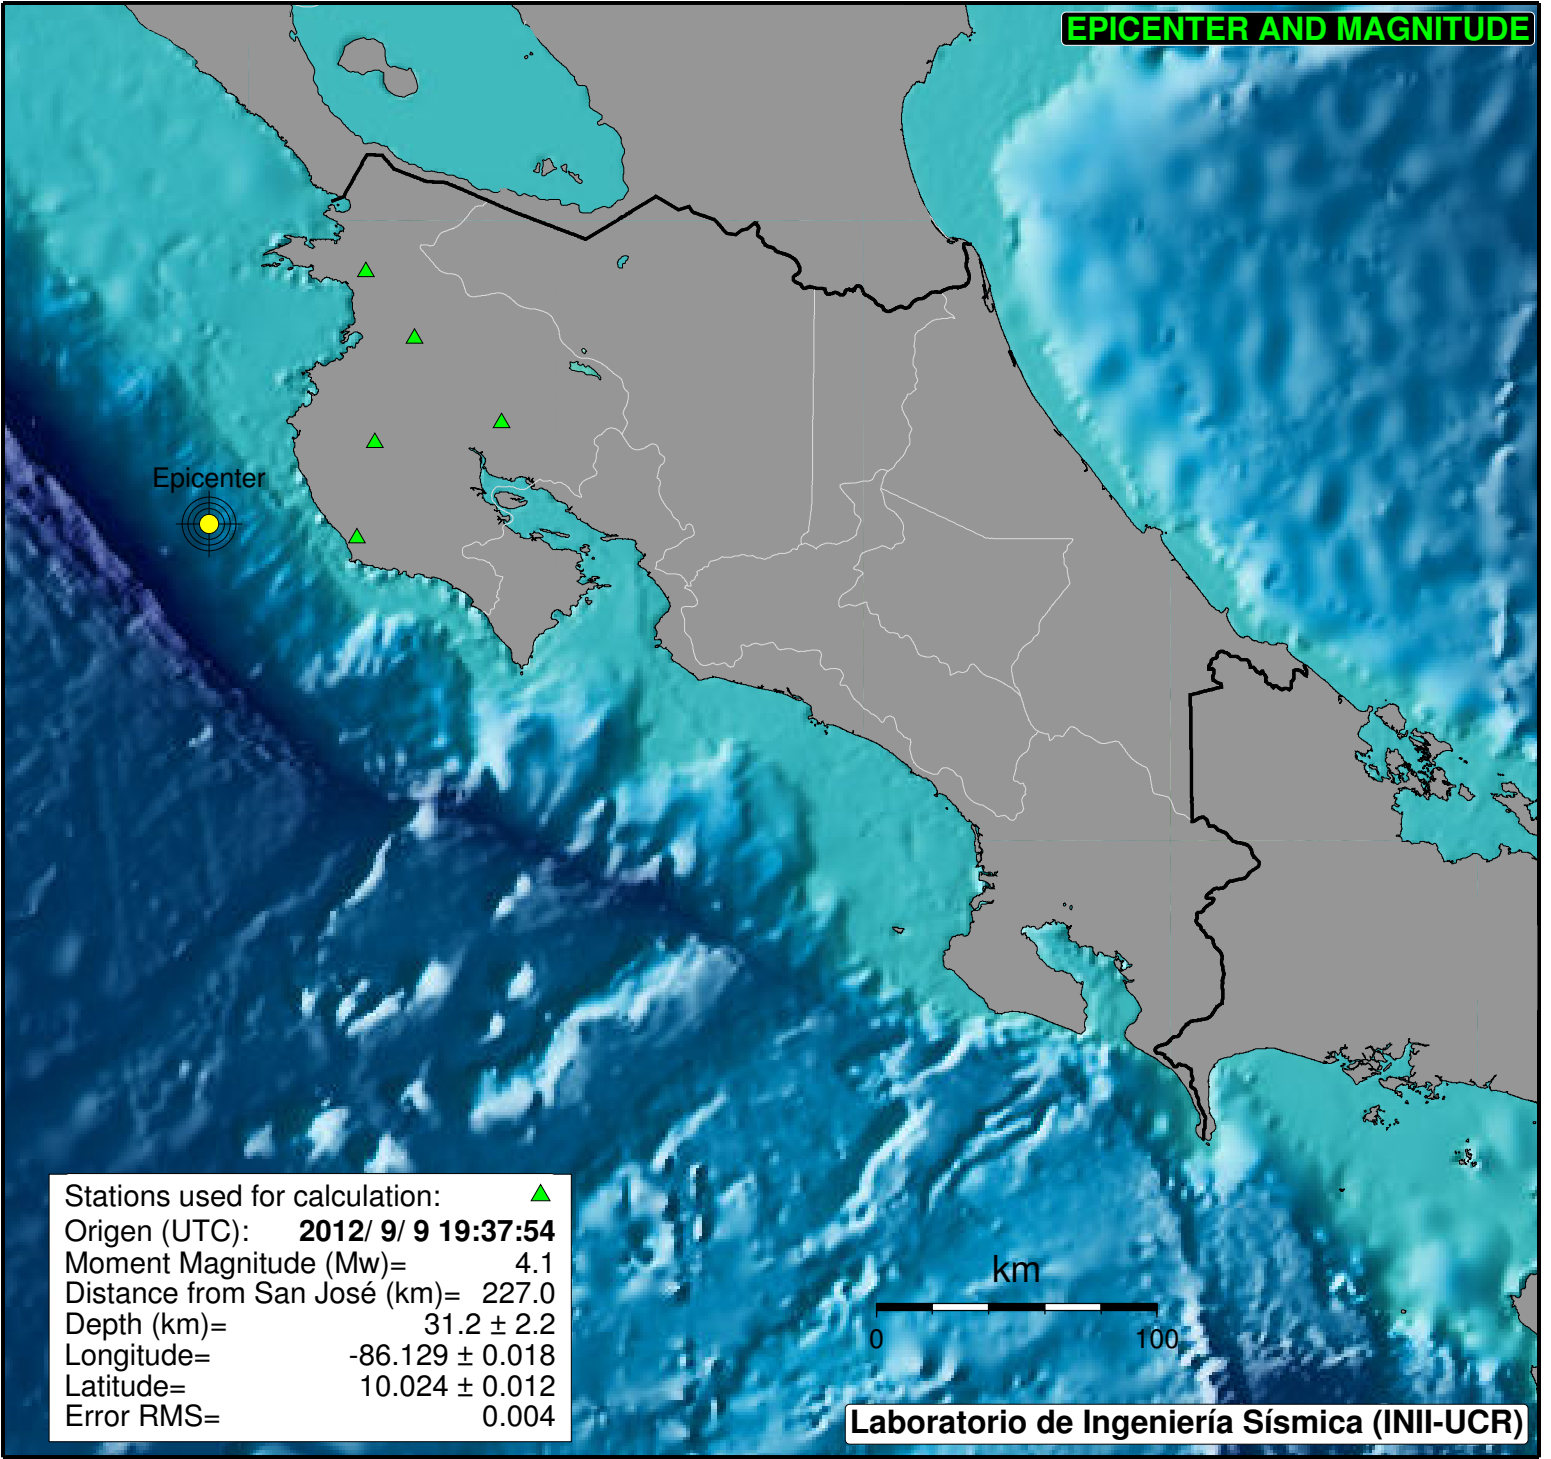 EPICENTER AND MAGNITUDE
Epicenter
Stations used for calculation:
Origen (UTC): 2012/ 9/ 9 19:37:54
Moment Magnitude (Mw)= 4.1
Distance from San José (km)= 227.0
Depth (km)= 31.2 ± 2.2
Longitude= -86.129 ± 0.018
Latitude= 10.024 ± 0.012
Error RMS= 0.004
km
0 100
Laboratorio de Ingeniería Sísmica (INII-UCR)